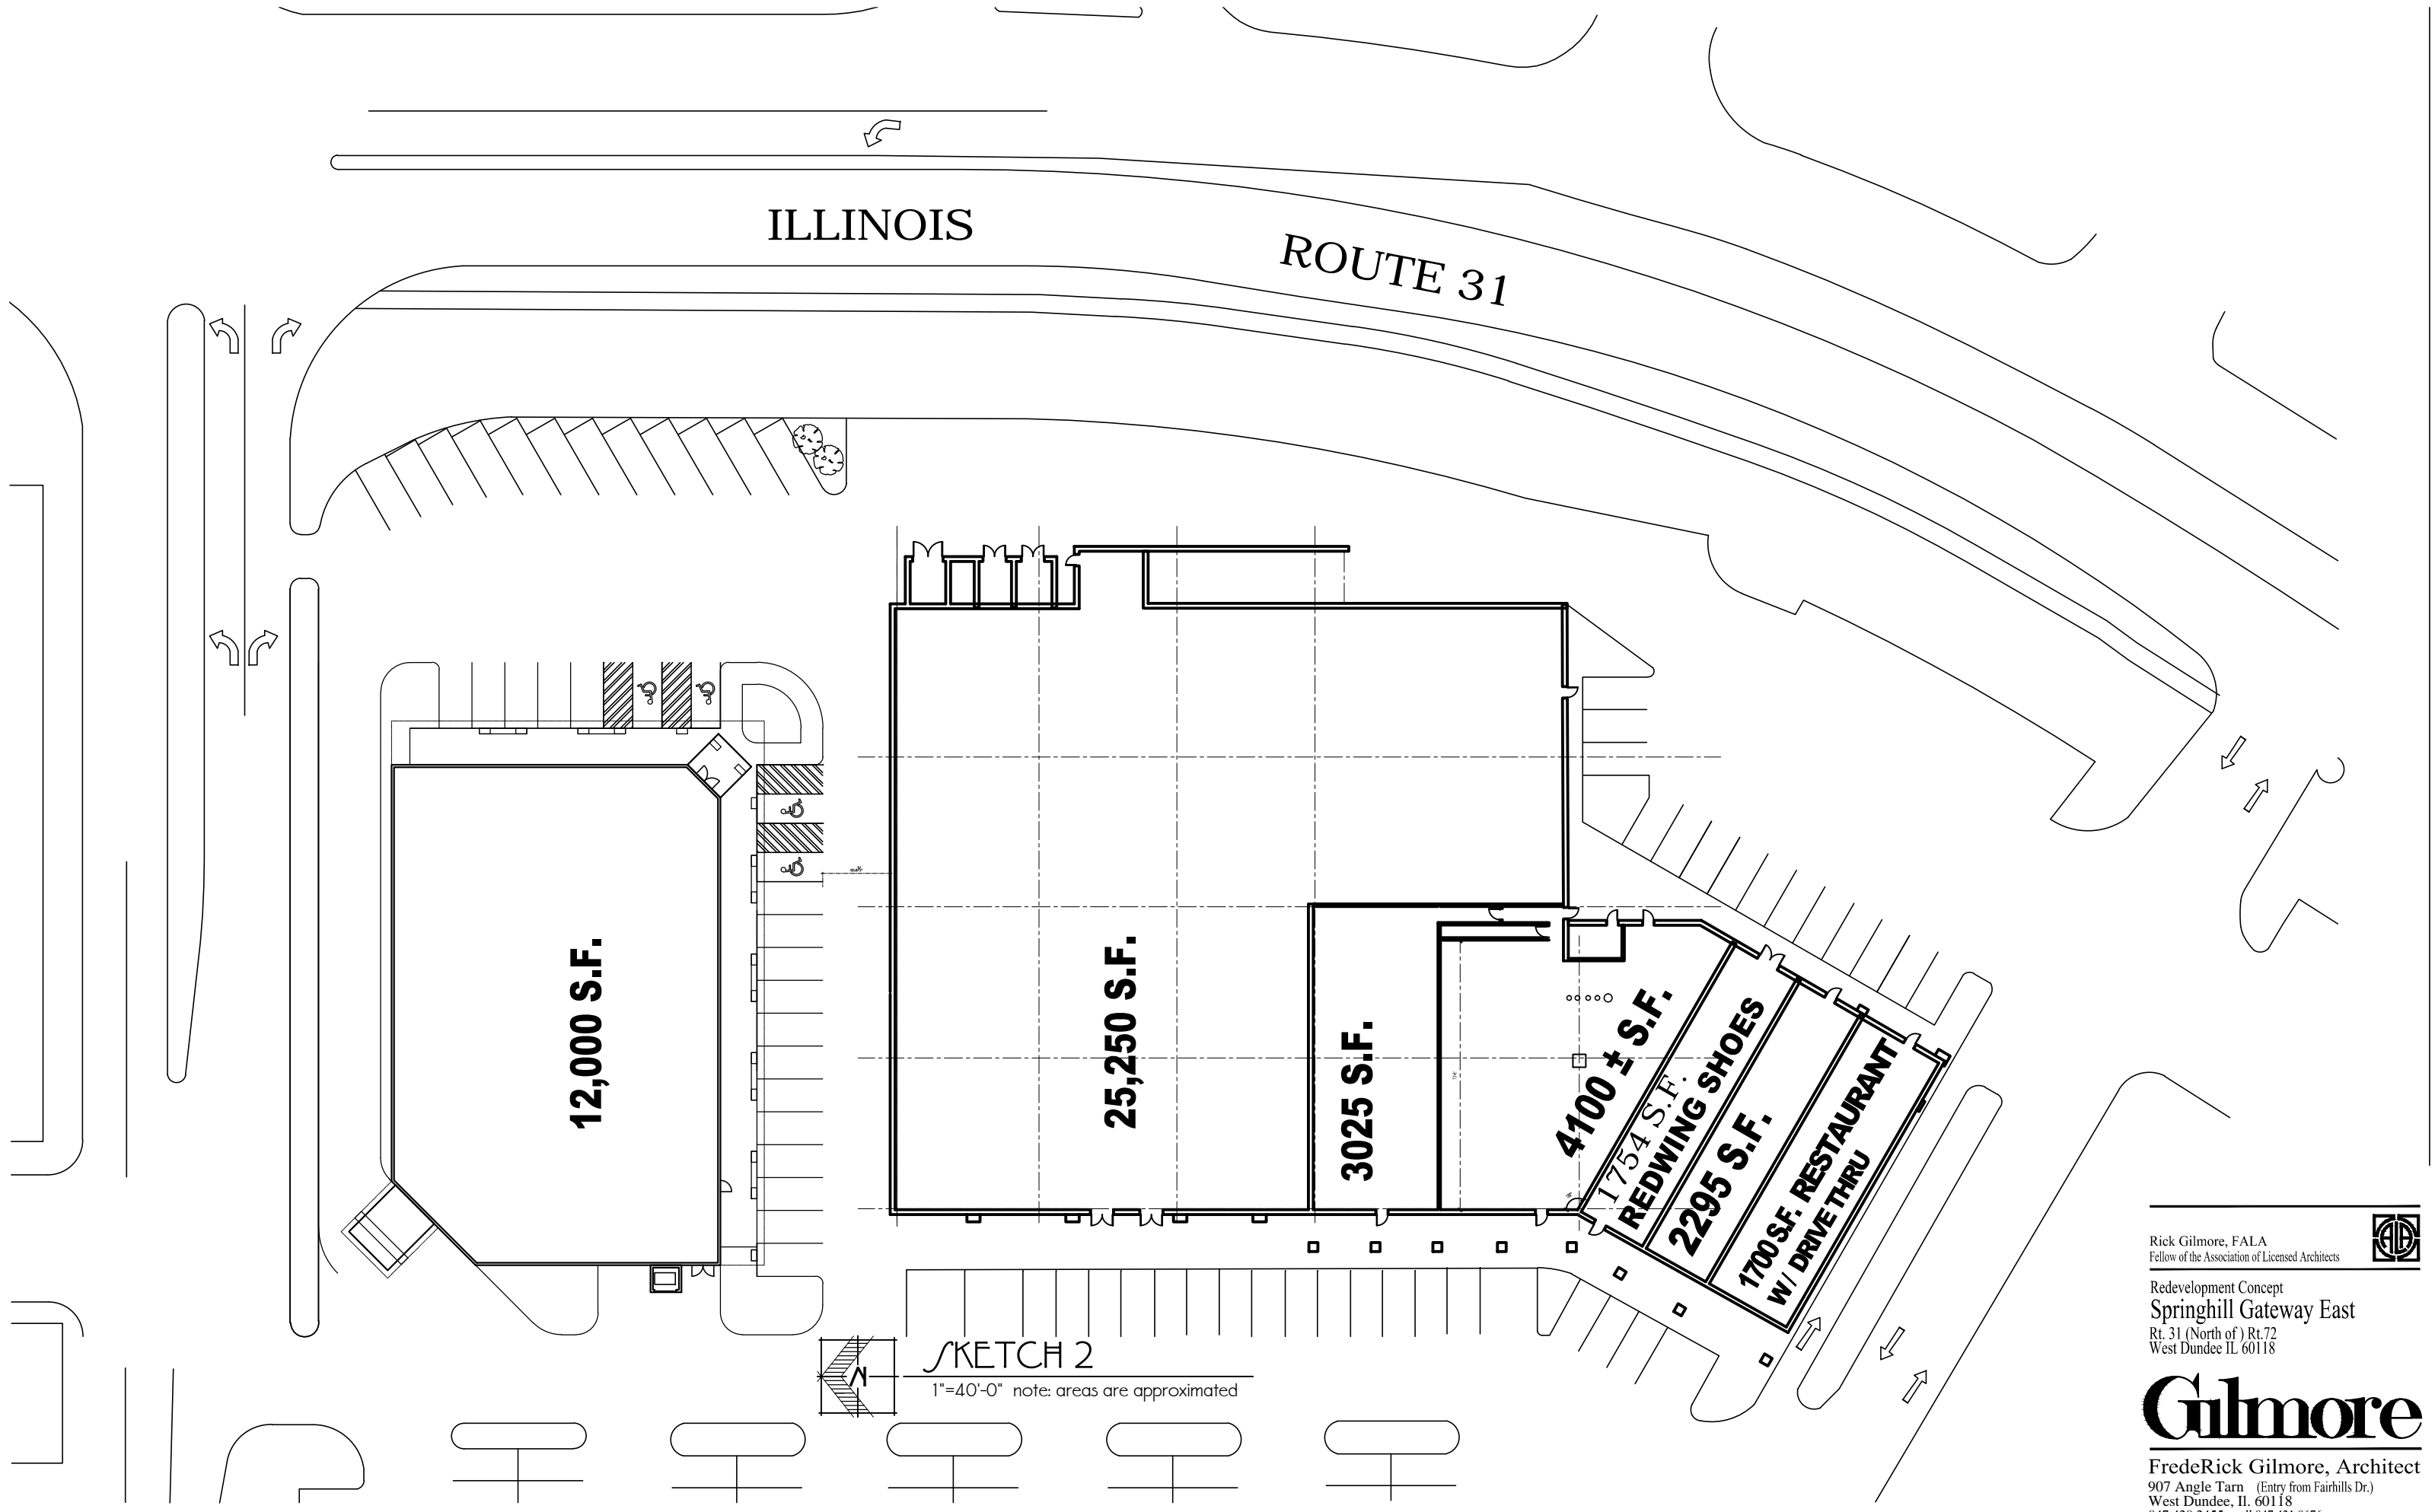 ILLINOIS
ROUTE 31
12,000 S.F.
25,250 S.F.
3025 S.F.
4100 ± S.F.
1754 S.F.
REDWING SHOES
2295 S.F.
1700 S.F. RESTAURANT
W/ DRIVE THRU
N
SKETCH 2
1"=40'-0" note: areas are approximated
Rick Gilmore, FALA
Fellow of the Association of Licensed Architects
ALA
Redevelopment Concept
Springhill Gateway East
Rt. 31 (North of ) Rt.72
West Dundee IL 60118
Gilmore
FredeRick Gilmore, Architect
907 Angle Tarn (Entry from Fairhills Dr.)
West Dundee, Il. 60118